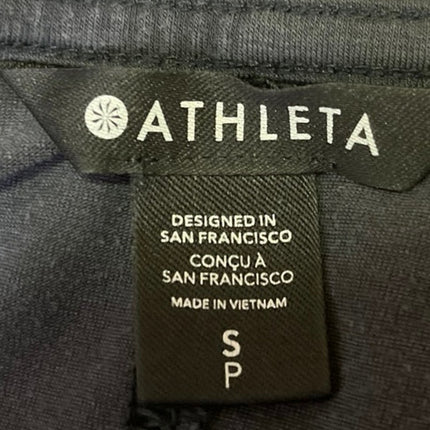 ATHLETA
DESIGNED IN
SAN FRANCISCO
CONÇU À
SAN FRANCISCO
MADE IN VIETNAM
S
P